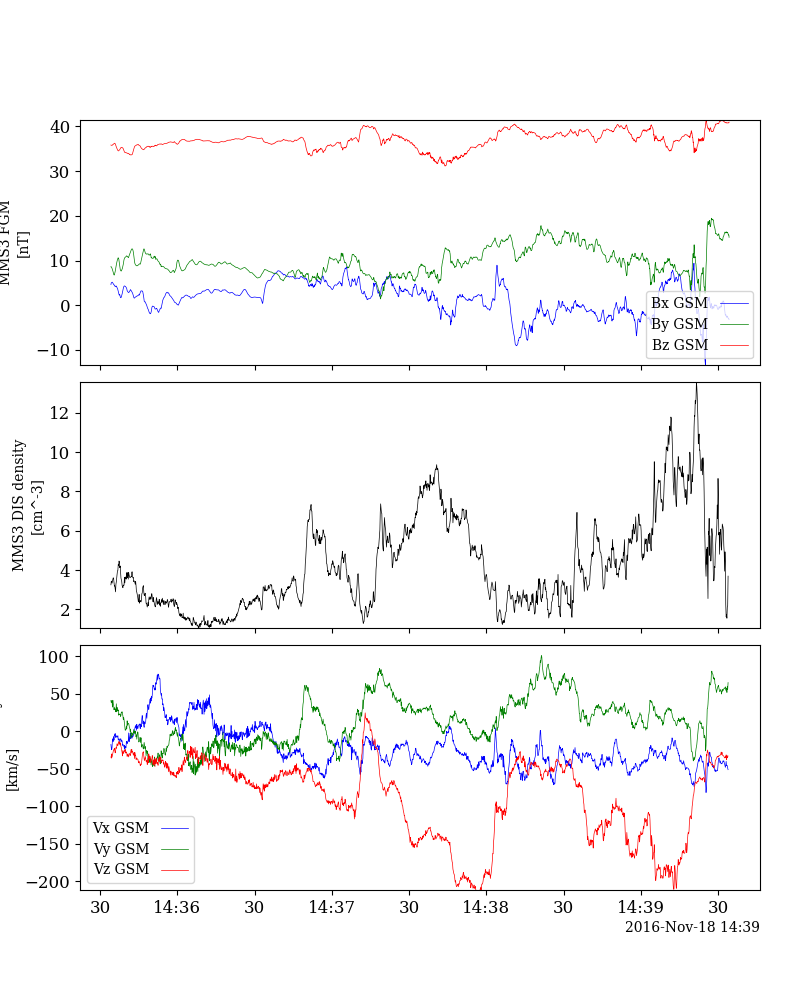 40
30
20
10
0
−10
MMS3 FGM
[nT]
Bx GSM
By GSM
Bz GSM
12
10
8
6
4
2
MMS3 DIS density
[cm^-3]
100
50
0
−50
−100
−150
−200
[km/s]
Vx GSM
Vy GSM
Vz GSM
30 14:36 30 14:37 30 14:38 30 14:39 30
2016-Nov-18 14:39